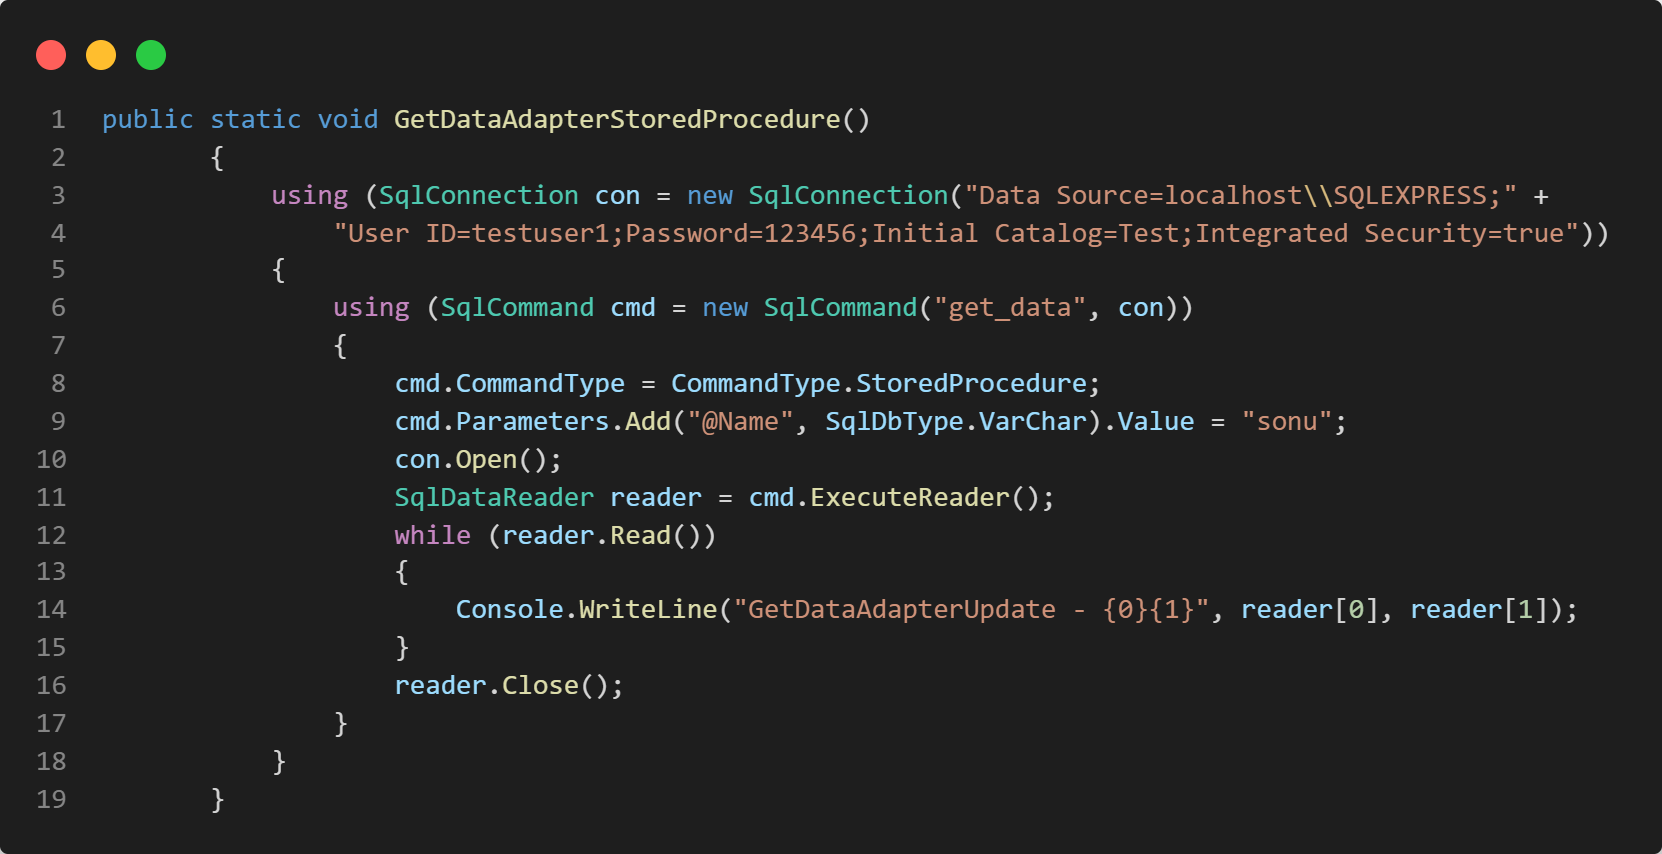 1 public static void GetDataAdapterStoredProcedure()
2 {
3 using (SqlConnection con = new SqlConnection("Data Source=localhost\\SQLEXPRESS;" +
4 "User ID=testuser1;Password=123456;Initial Catalog=Test;Integrated Security=true"))
5 {
6 using (SqlCommand cmd = new SqlCommand("get_data", con))
7 {
8 cmd.CommandType = CommandType.StoredProcedure;
9 cmd.Parameters.Add("@Name", SqlDbType.VarChar).Value = "sonu";
10 con.Open();
11 SqlDataReader reader = cmd.ExecuteReader();
12 while (reader.Read())
13 {
14 Console.WriteLine("GetDataAdapterUpdate - {0}{1}", reader[0], reader[1]);
15 }
16 reader.Close();
17 }
18 }
19 }